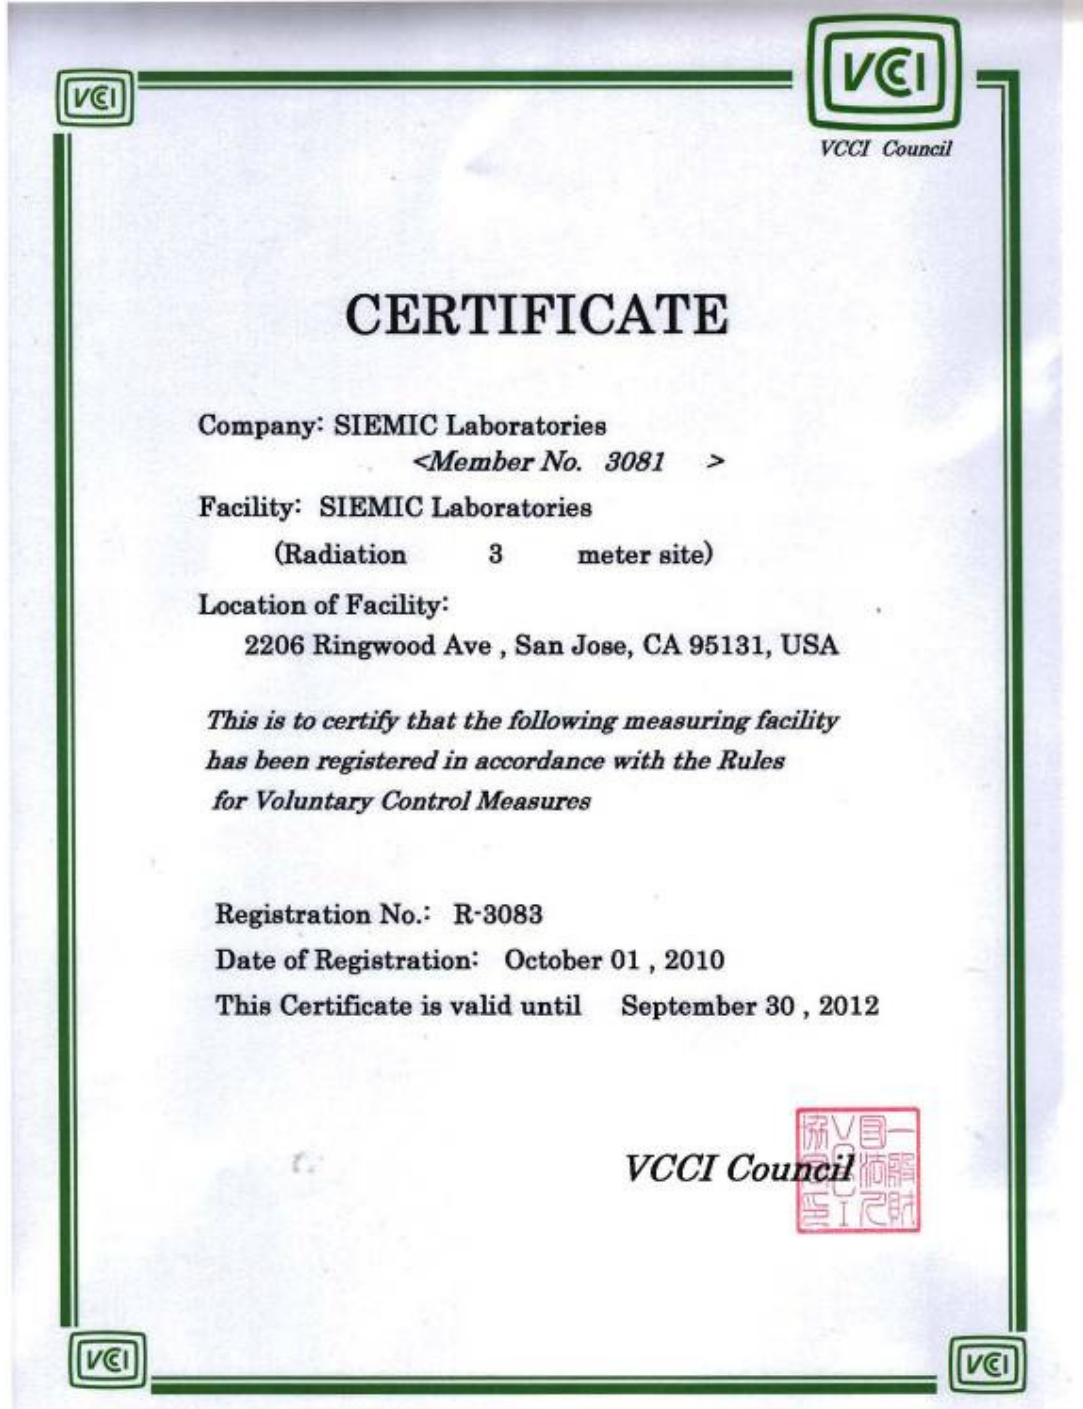 VCCI
VCCI
VCCI Council
CERTIFICATE
Company: SIEMIC Laboratories
<Member No. 3081 >
Facility: SIEMIC Laboratories
(Radiation 3 meter site)
Location of Facility:
2206 Ringwood Ave , San Jose, CA 95131, USA
This is to certify that the following measuring facility
has been registered in accordance with the Rules
for Voluntary Control Measures
Registration No.: R-3083
Date of Registration: October 01 , 2010
This Certificate is valid until September 30 , 2012
VCCI Council
VCCI
VCCI